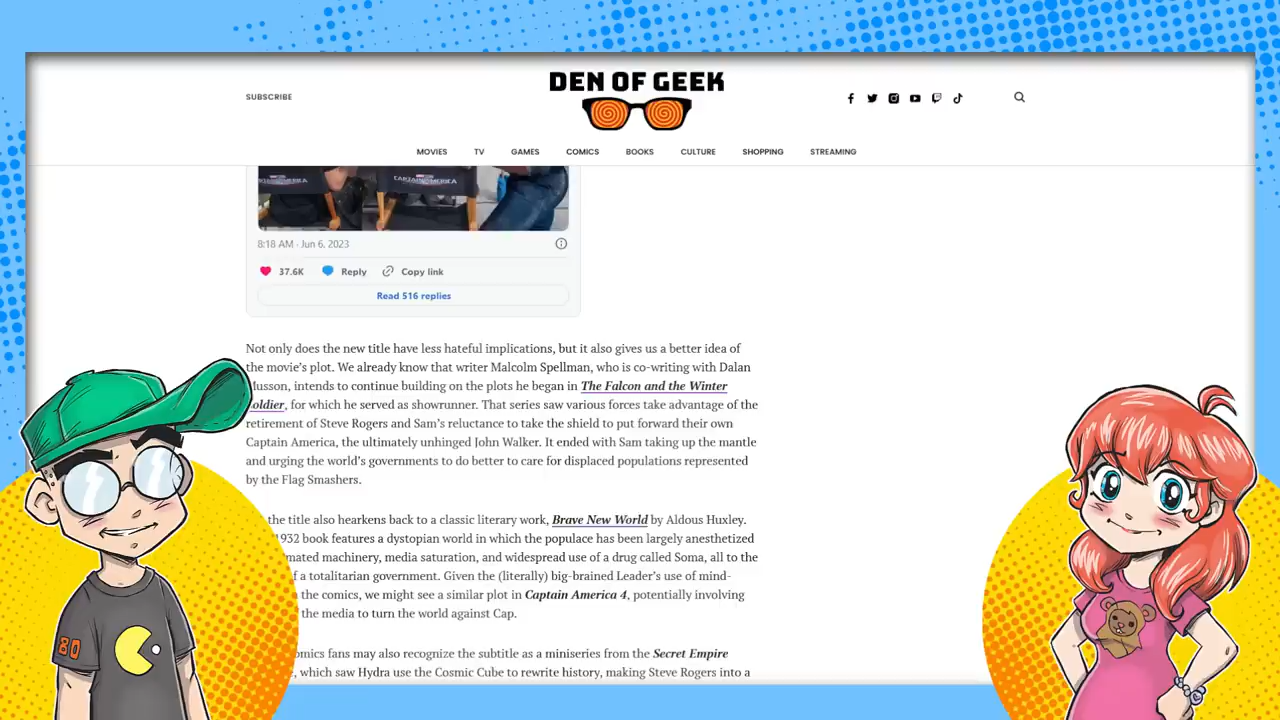 SUBSCRIBE
DEN OF GEEK
MOVIES TV GAMES COMICS BOOKS CULTURE SHOPPING STREAMING
CAPTAIN AMERICA
8:18 AM · Jun 6, 2023
37.6K Reply Copy link
Read 516 replies
Not only does the new title have less hateful implications, but it also gives us a better idea of
the movie's plot. We already know that writer Malcolm Spellman, who is co-writing with Dalan
Musson, intends to continue building on the plots he began in The Falcon and the Winter
oldier, for which he served as showrunner. That series saw various forces take advantage of the
retirement of Steve Rogers and Sam's reluctance to take the shield to put forward their own
Captain America, the ultimately unhinged John Walker. It ended with Sam taking up the mantle
and urging the world's governments to do better to care for displaced populations represented
by the Flag Smashers.
the title also hearkens back to a classic literary work, Brave New World by Aldous Huxley.
1932 book features a dystopian world in which the populace has been largely anesthetized
mated machinery, media saturation, and widespread use of a drug called Soma, all to the
f a totalitarian government. Given the (literally) big-brained Leader's use of mind-
the comics, we might see a similar plot in Captain America 4, potentially involving
the media to turn the world against Cap.
omics fans may also recognize the subtitle as a miniseries from the Secret Empire
, which saw Hydra use the Cosmic Cube to rewrite history, making Steve Rogers into a
80